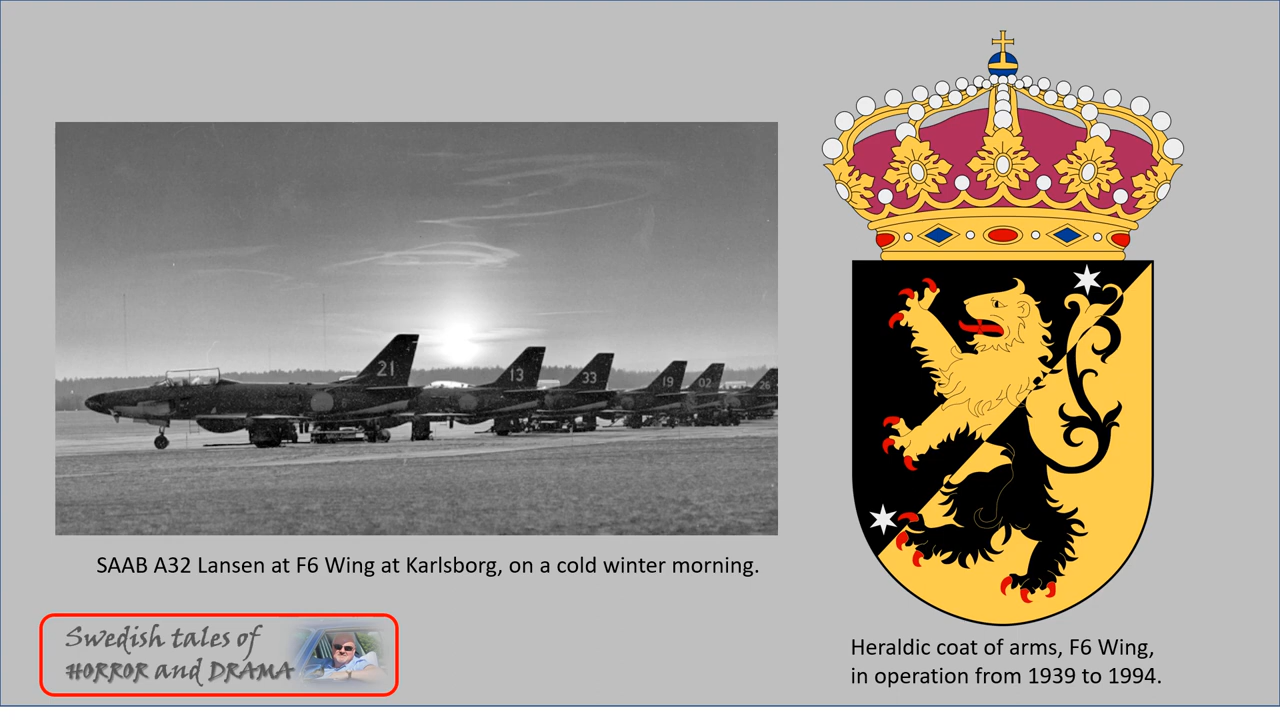 21
13
33
19
02
26
SAAB A32 Lansen at F6 Wing at Karlsborg, on a cold winter morning.
Swedish tales of
HORROR and DRAMA
Heraldic coat of arms, F6 Wing,
in operation from 1939 to 1994.